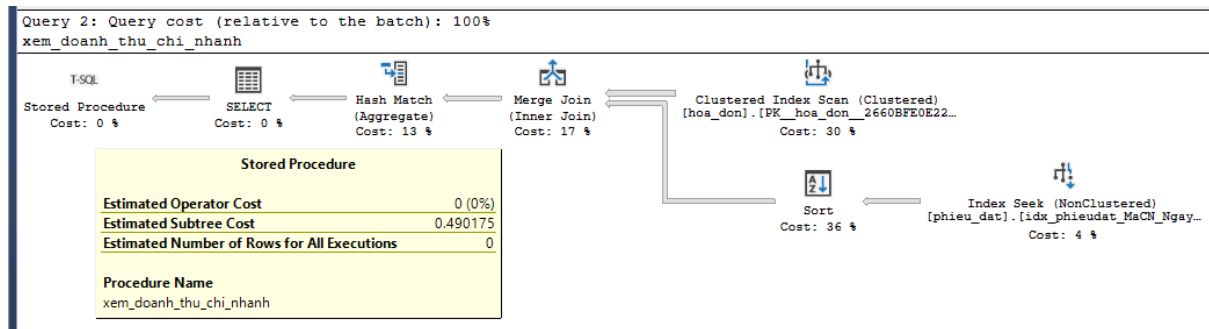 Query 2: Query cost (relative to the batch): 100%
xem_doanh_thu_chi_nhanh
T-SQL
Stored Procedure
Cost: 0 %
SELECT
Cost: 0 %
Hash Match
(Aggregate)
Cost: 13 %
Merge Join
(Inner Join)
Cost: 17 %
Clustered Index Scan (Clustered)
[hoa_don].[PK__hoa_don__2660BFE0E22…
Cost: 30 %
Sort
Cost: 36 %
Index Seek (NonClustered)
[phieu_dat].[idx_phieudat_MaCN_Ngay…
Cost: 4 %
Stored Procedure
Estimated Operator Cost 0 (0%)
Estimated Subtree Cost 0.490175
Estimated Number of Rows for All Executions 0
Procedure Name
xem_doanh_thu_chi_nhanh